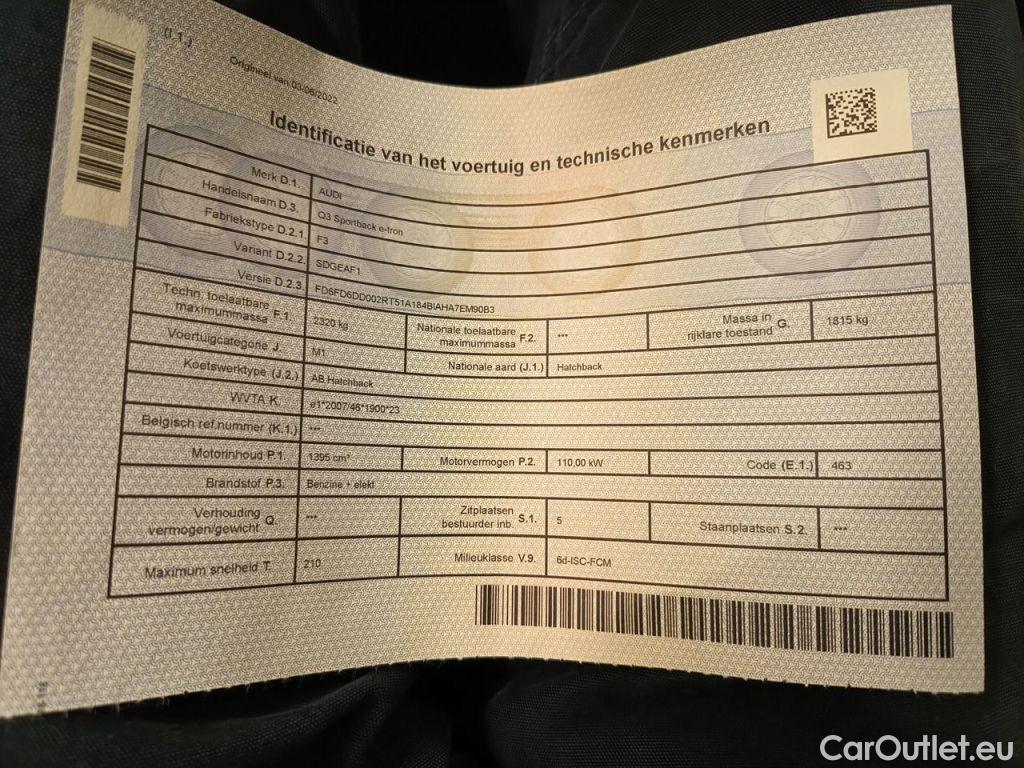 (I.1.)
Origineel van 03/06/2022
Identificatie van het voertuig en technische kenmerken
Merk D.1. AUDI
Handelsnaam D.3. Q3 Sportback e-tron
Fabriekstype D.2.1. F3
Variant D.2.2. SDGEAF1
Versie D.2.3. FD6FD6DD002RT51A184BIAHA7EM90B3
Techn. toelaatbare maximummassa F.1. 2320 kg Nationale toelaatbare maximummassa F.2. --- Massa in rijklare toestand G. 1815 kg
Voertuigcategorie J. M1 Nationale aard (J.1.) Hatchback
Koetswerktype (J.2.) AB Hatchback
WVTA K. e1*2007/46*1900*23
Belgisch ref.nummer (K.1.) ---
Motorinhoud P.1. 1395 cm³ Motorvermogen P.2. 110,00 kW Code (E.1.) 463
Brandstof P.3. Benzine + elekt
Verhouding vermogen/gewicht Q. --- Zitplaatsen bestuurder inb. S.1. 5 Staanplaatsen S.2. ---
Maximum snelheid T. 210 Milieuklasse V.9. 6d-ISC-FCM
CarOutlet.eu